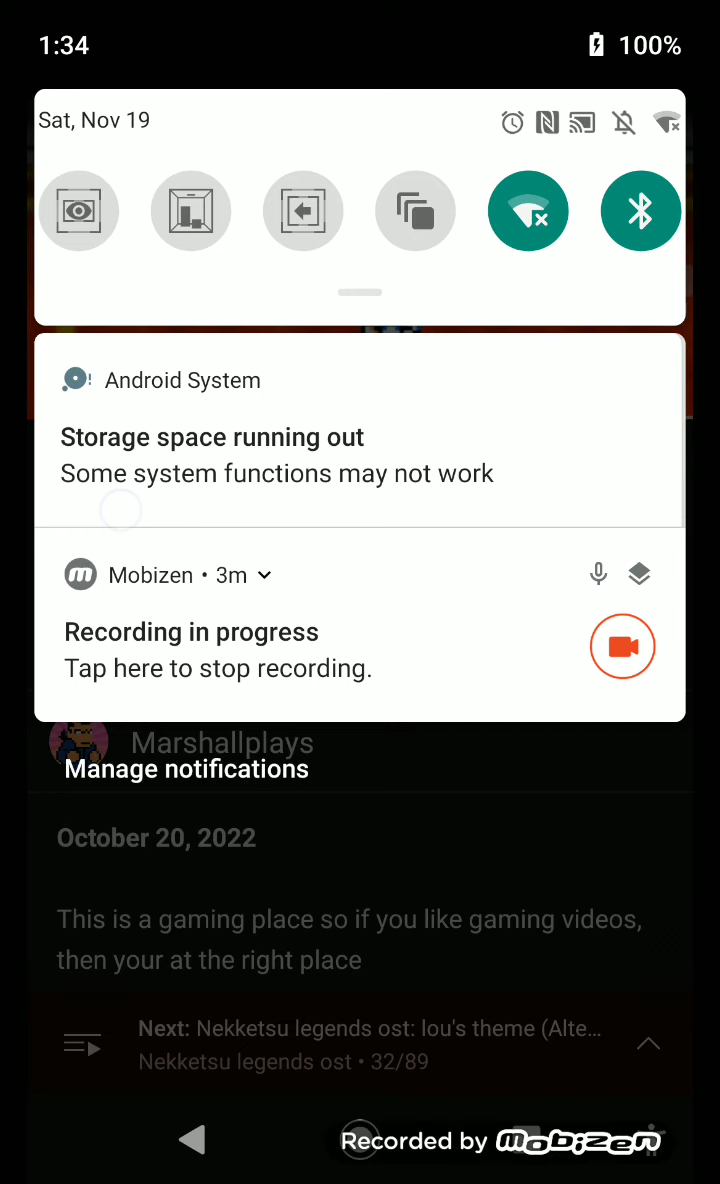 1:34
100%
Sat, Nov 19
Android System
Storage space running out
Some system functions may not work
Mobizen • 3m
Recording in progress
Tap here to stop recording.
Marshallplays
Manage notifications
October 20, 2022
This is a gaming place so if you like gaming videos,
then your at the right place
Next: Nekketsu legends ost: lou's theme (Alte...
Nekketsu legends ost • 32/89
Recorded by Mobizen